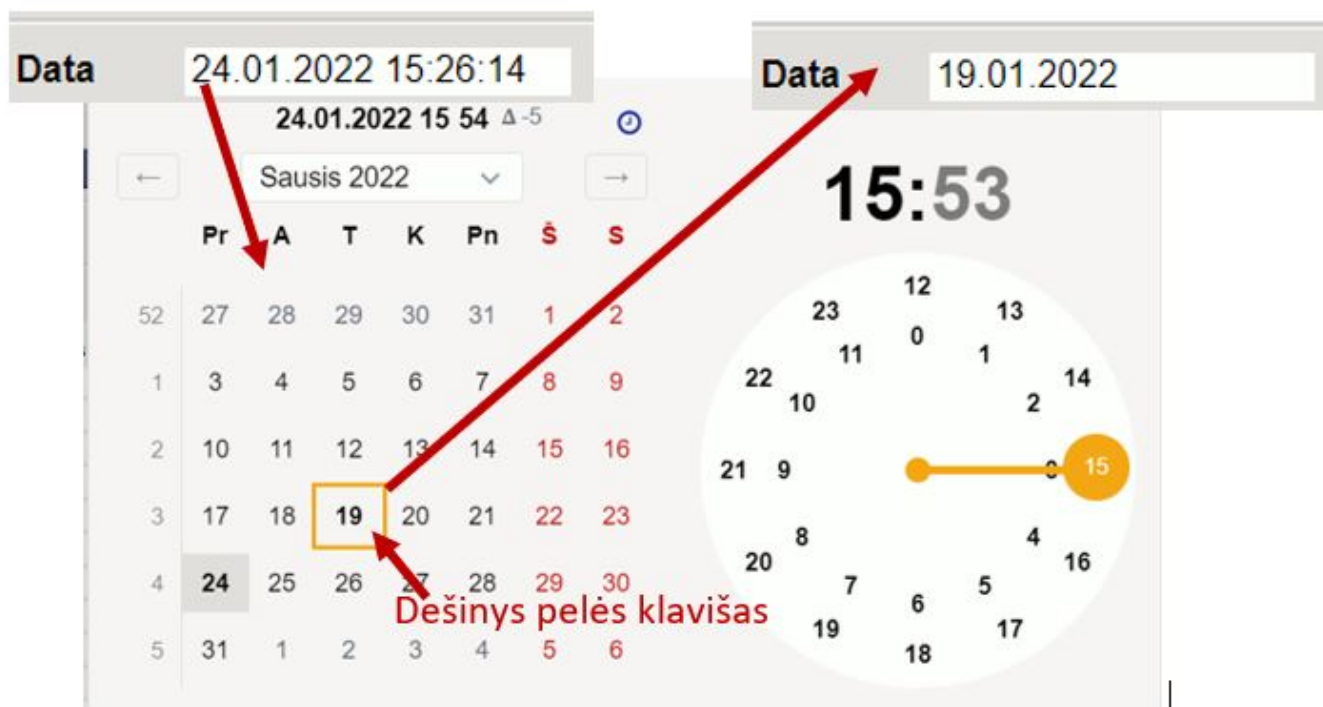 Data 24.01.2022 15:26:14
Data 19.01.2022
24.01.2022 15 54 Δ -5
← Sausis 2022 →
15:53
Pr A T K Pn Š S
52 27 28 29 30 31 1 2
1 3 4 5 6 7 8 9
2 10 11 12 13 14 15 16
3 17 18 19 20 21 22 23
4 24 25 26 27 28 29 30
5 31 1 2 3 4 5 6
Dešinys pelės klavišas
12
23 13
0
11 1
22 14
10 2
21 9 15
8 4
20 16
7 5
6
19 17
18